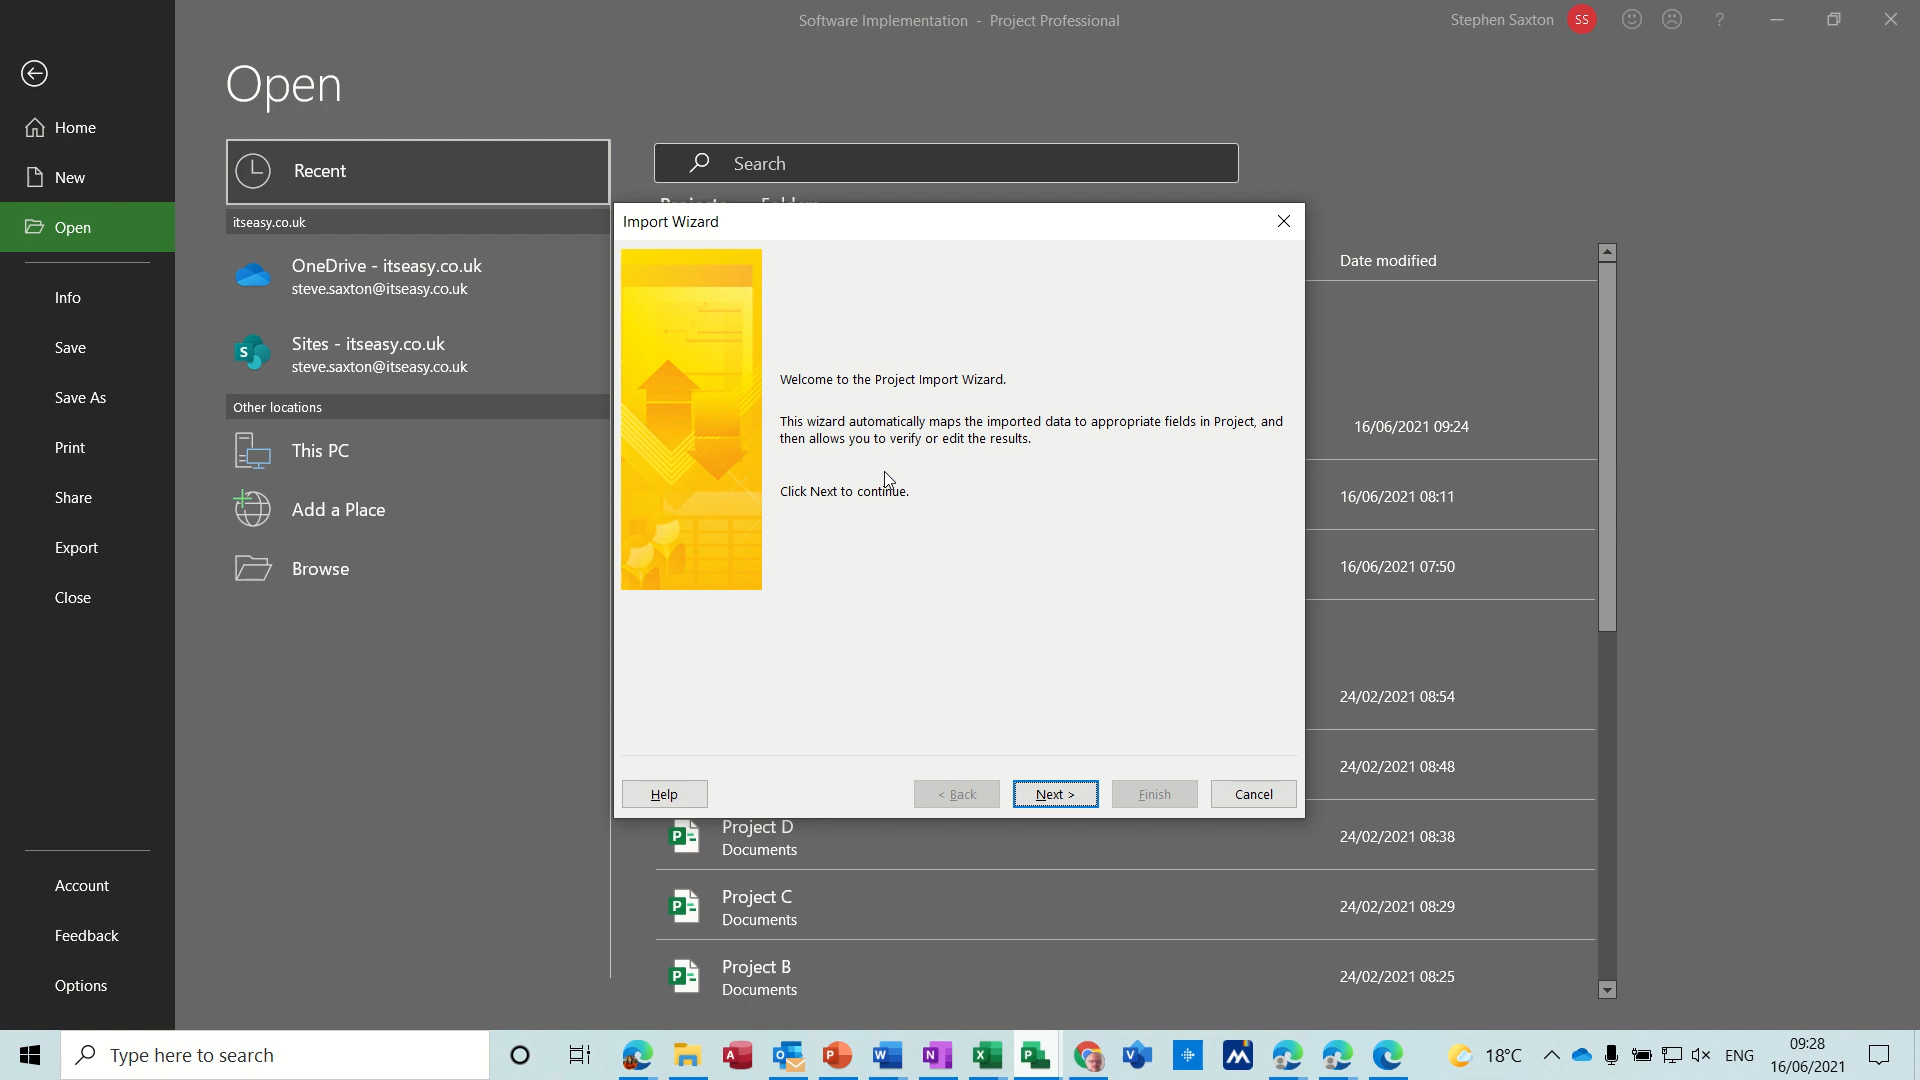 Software Implementation - Project Professional
Stephen Saxton
SS
?
Home
New
Open
Info
Save
Save As
Print
Share
Export
Close
Account
Feedback
Options
Open
Recent
itseasy.co.uk
OneDrive - itseasy.co.uk
steve.saxton@itseasy.co.uk
Sites - itseasy.co.uk
steve.saxton@itseasy.co.uk
Other locations
This PC
Add a Place
Browse
Search
Projects Folders
Date modified
16/06/2021 09:24
16/06/2021 08:11
16/06/2021 07:50
24/02/2021 08:54
24/02/2021 08:48
Project D
Documents
24/02/2021 08:38
Project C
Documents
24/02/2021 08:29
Project B
Documents
24/02/2021 08:25
Import Wizard
Welcome to the Project Import Wizard.
This wizard automatically maps the imported data to appropriate fields in Project, and
then allows you to verify or edit the results.
Click Next to continue.
Help
< Back
Next >
Finish
Cancel
Type here to search
18°C
ENG
09:28
16/06/2021